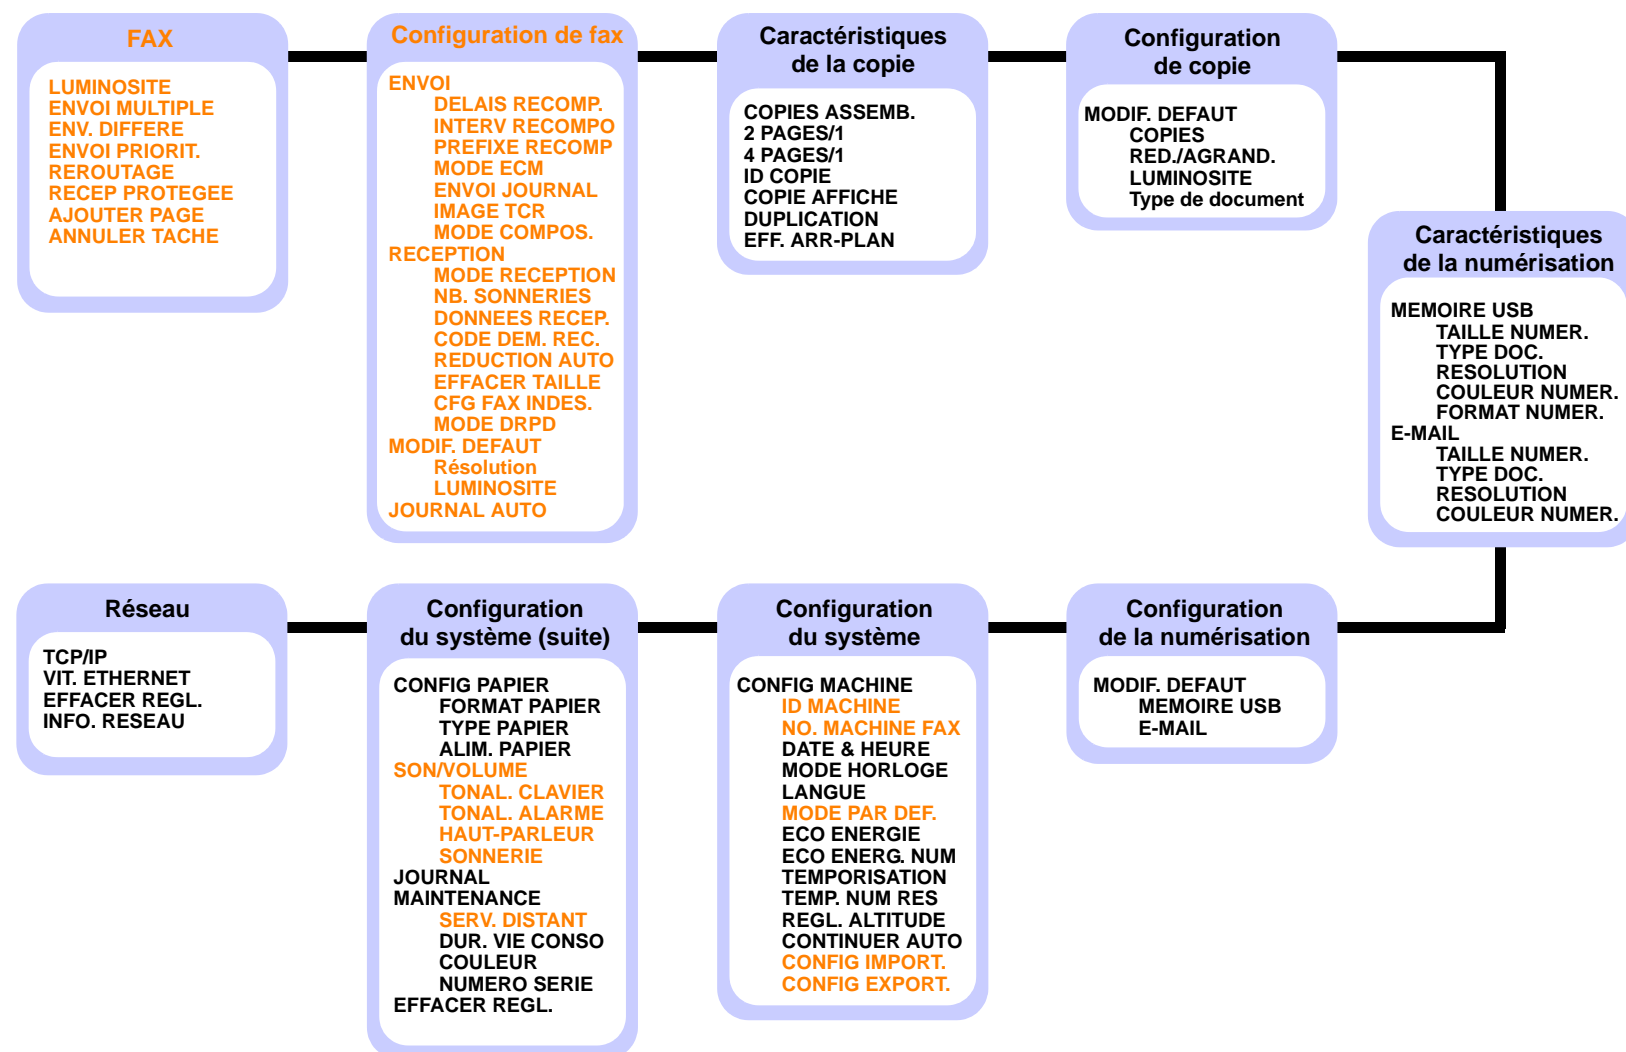 FAX
LUMINOSITE
ENVOI MULTIPLE
ENV. DIFFERE
ENVOI PRIORIT.
REROUTAGE
RECEP PROTEGEE
AJOUTER PAGE
ANNULER TACHE
Configuration de fax
ENVOI
DELAIS RECOMP.
INTERV RECOMPO
PREFIXE RECOMP
MODE ECM
ENVOI JOURNAL
IMAGE TCR
MODE COMPOS.
RECEPTION
MODE RECEPTION
NB. SONNERIES
DONNEES RECEP.
CODE DEM. REC.
REDUCTION AUTO
EFFACER TAILLE
CFG FAX INDES.
MODE DRPD
MODIF. DEFAUT
Résolution
LUMINOSITE
JOURNAL AUTO
Caractéristiques
de la copie
COPIES ASSEMB.
2 PAGES/1
4 PAGES/1
ID COPIE
COPIE AFFICHE
DUPLICATION
EFF. ARR-PLAN
Configuration
de copie
MODIF. DEFAUT
COPIES
RED./AGRAND.
LUMINOSITE
Type de document
Caractéristiques
de la numérisation
MEMOIRE USB
TAILLE NUMER.
TYPE DOC.
RESOLUTION
COULEUR NUMER.
FORMAT NUMER.
E-MAIL
TAILLE NUMER.
TYPE DOC.
RESOLUTION
COULEUR NUMER.
Réseau
TCP/IP
VIT. ETHERNET
EFFACER REGL.
INFO. RESEAU
Configuration
du système (suite)
CONFIG PAPIER
FORMAT PAPIER
TYPE PAPIER
ALIM. PAPIER
SON/VOLUME
TONAL. CLAVIER
TONAL. ALARME
HAUT-PARLEUR
SONNERIE
JOURNAL
MAINTENANCE
SERV. DISTANT
DUR. VIE CONSO
COULEUR
NUMERO SERIE
EFFACER REGL.
Configuration
du système
CONFIG MACHINE
ID MACHINE
NO. MACHINE FAX
DATE & HEURE
MODE HORLOGE
LANGUE
MODE PAR DEF.
ECO ENERGIE
ECO ENERG. NUM
TEMPORISATION
TEMP. NUM RES
REGL. ALTITUDE
CONTINUER AUTO
CONFIG IMPORT.
CONFIG EXPORT.
Configuration
de la numérisation
MODIF. DEFAUT
MEMOIRE USB
E-MAIL